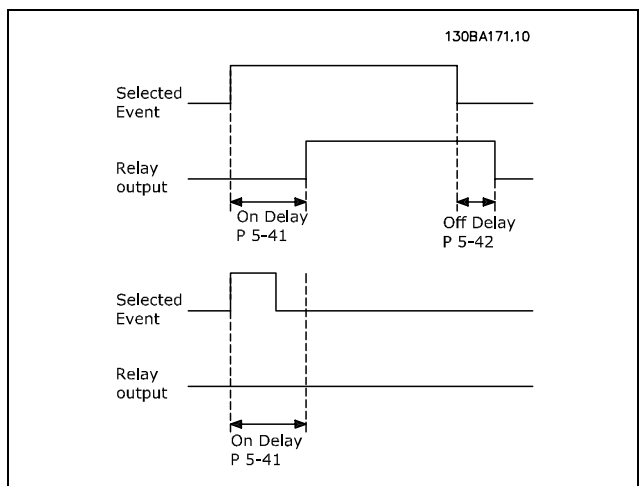 130BA171.10
Selected
Event
Relay
output
On Delay
P 5-41
Off Delay
P 5-42
Selected
Event
Relay
output
On Delay
P 5-41